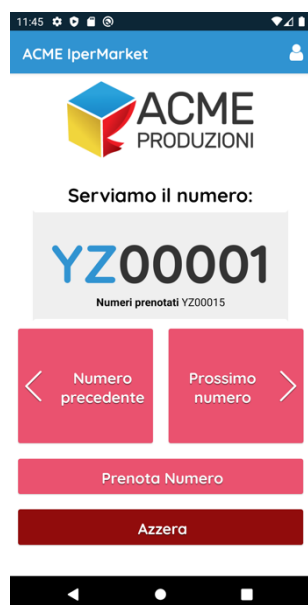 11:45
ACME IperMarket
ACME
PRODUZIONI
Serviamo il numero:
YZ00001
Numeri prenotati YZ00015
Numero
precedente
Prossimo
numero
Prenota Numero
Azzera